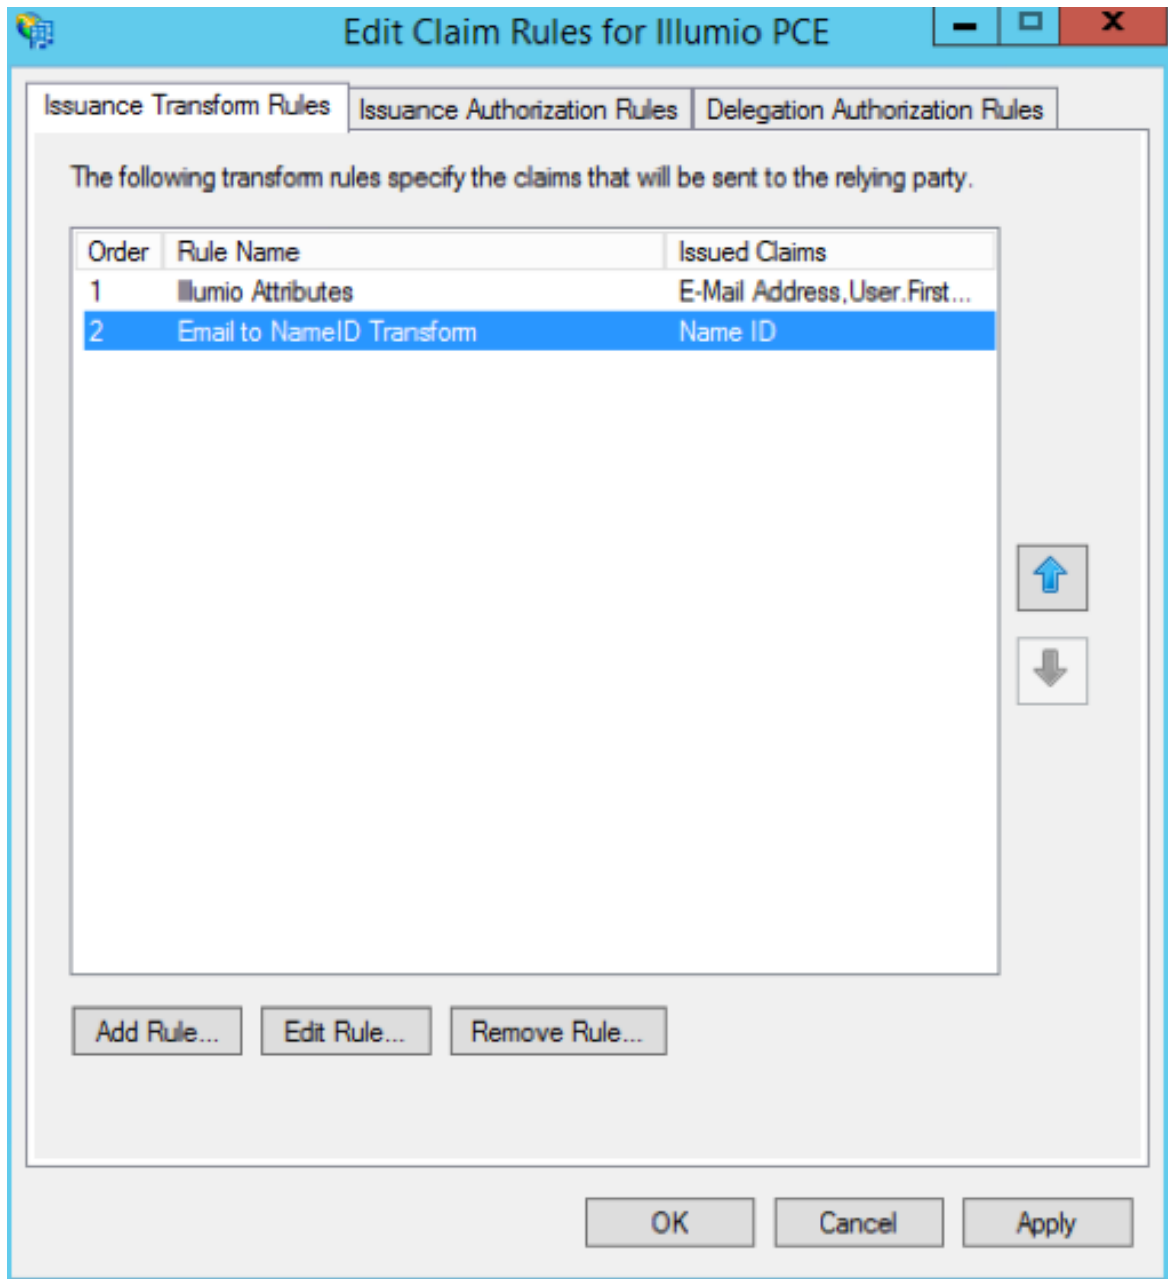 Edit Claim Rules for Illumio PCE
Issuance Transform Rules Issuance Authorization Rules Delegation Authorization Rules
The following transform rules specify the claims that will be sent to the relying party.
Order Rule Name Issued Claims
1 Illumio Attributes E-Mail Address,User.First...
2 Email to NameID Transform Name ID
Add Rule... Edit Rule... Remove Rule...
OK Cancel Apply